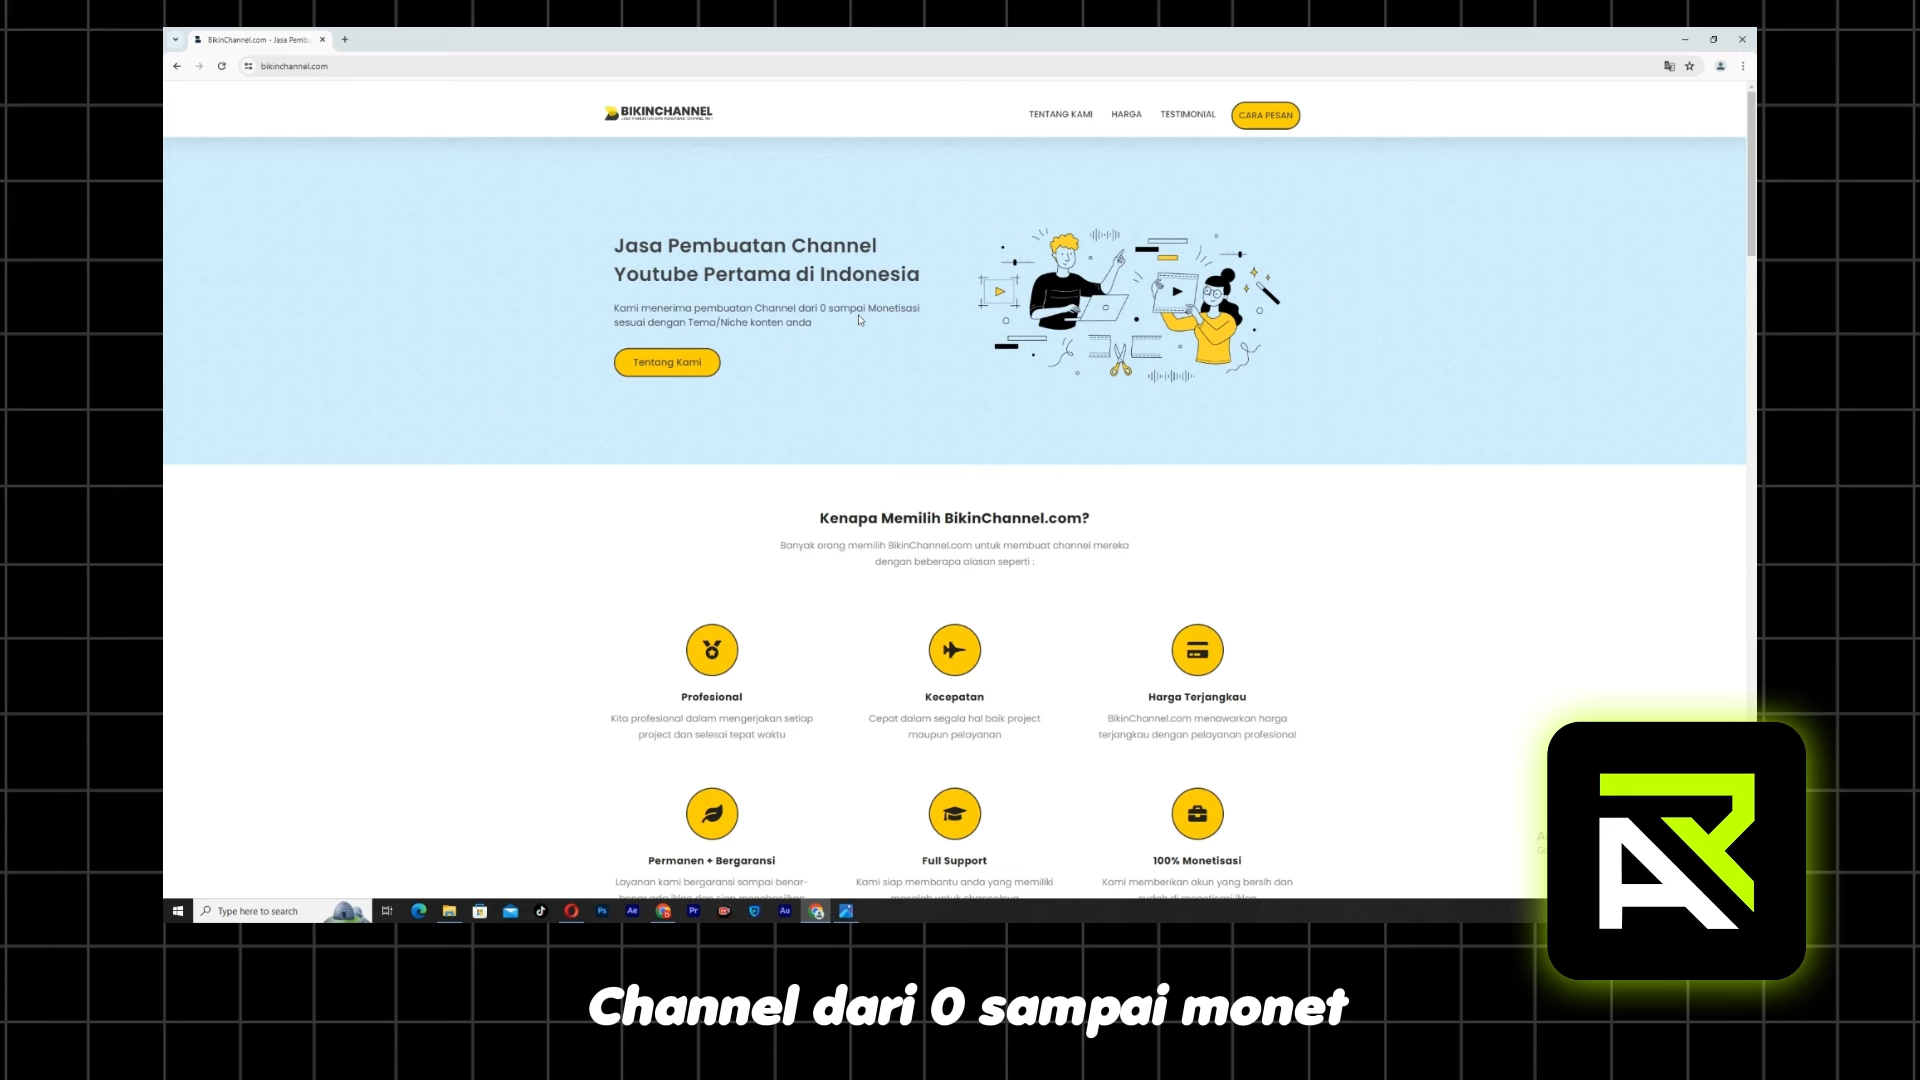 BikinChannel.com - Jasa Pemb
bikinchannel.com
BIKINCHANNEL
TENTANG KAMI
HARGA
TESTIMONIAL
CARA PESAN
Jasa Pembuatan Channel
Youtube Pertama di Indonesia
Kami menerima pembuatan Channel dari 0 sampai Monetisasi
sesuai dengan Tema/Niche konten anda
Tentang Kami
Kenapa Memilih BikinChannel.com?
Banyak orang memilih BikinChannel.com untuk membuat channel mereka
dengan beberapa alasan seperti :
Profesional
Kita profesional dalam mengerjakan setiap
project dan selesai tepat waktu
Kecepatan
Cepat dalam segala hal baik project
maupun pelayanan
Harga Terjangkau
BikinChannel.com menawarkan harga
terjangkau dengan pelayanan profesional
Permanen + Bergaransi
Layanan kami bergaransi sampai benar-
Full Support
Kami siap membantu anda yang memiliki
100% Monetisasi
Kami memberikan akun yang bersih dan
Type here to search
Ps
Ae
Pr
Au
AR
Channel dari 0 sampai monet